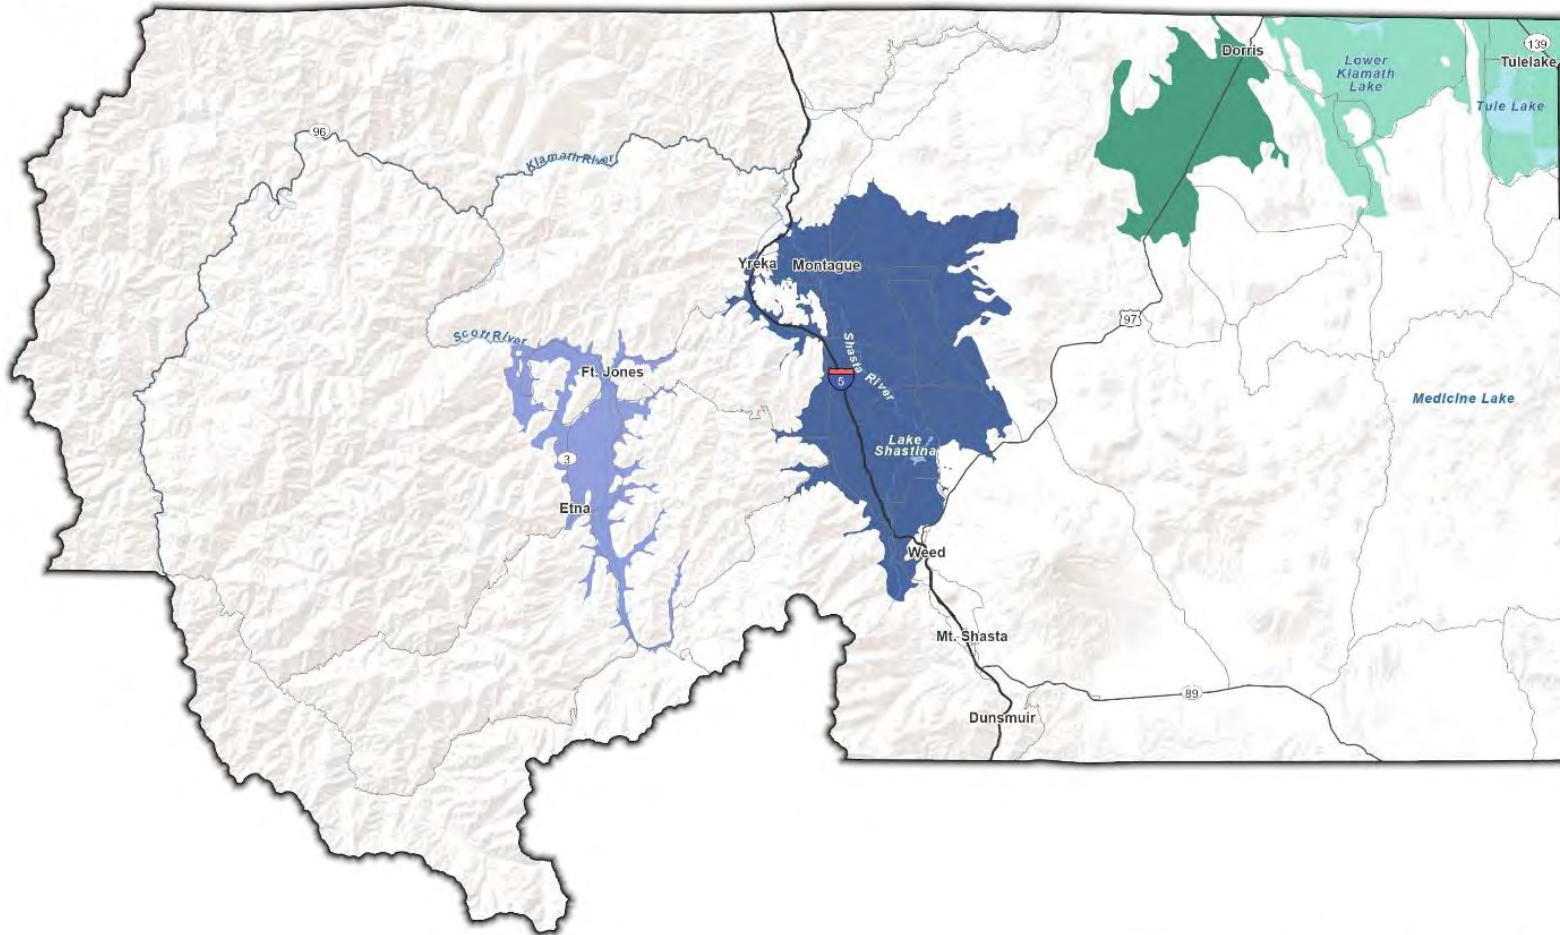 Dorris
139
Tulelake
Lower
Klamath
Lake
Tule Lake
96
Klamath River
Yreka
Montague
97
Scott River
Shasta River
Ft. Jones
5
Medicine Lake
Lake
Shastina
3
Etna
Weed
Mt. Shasta
89
Dunsmuir